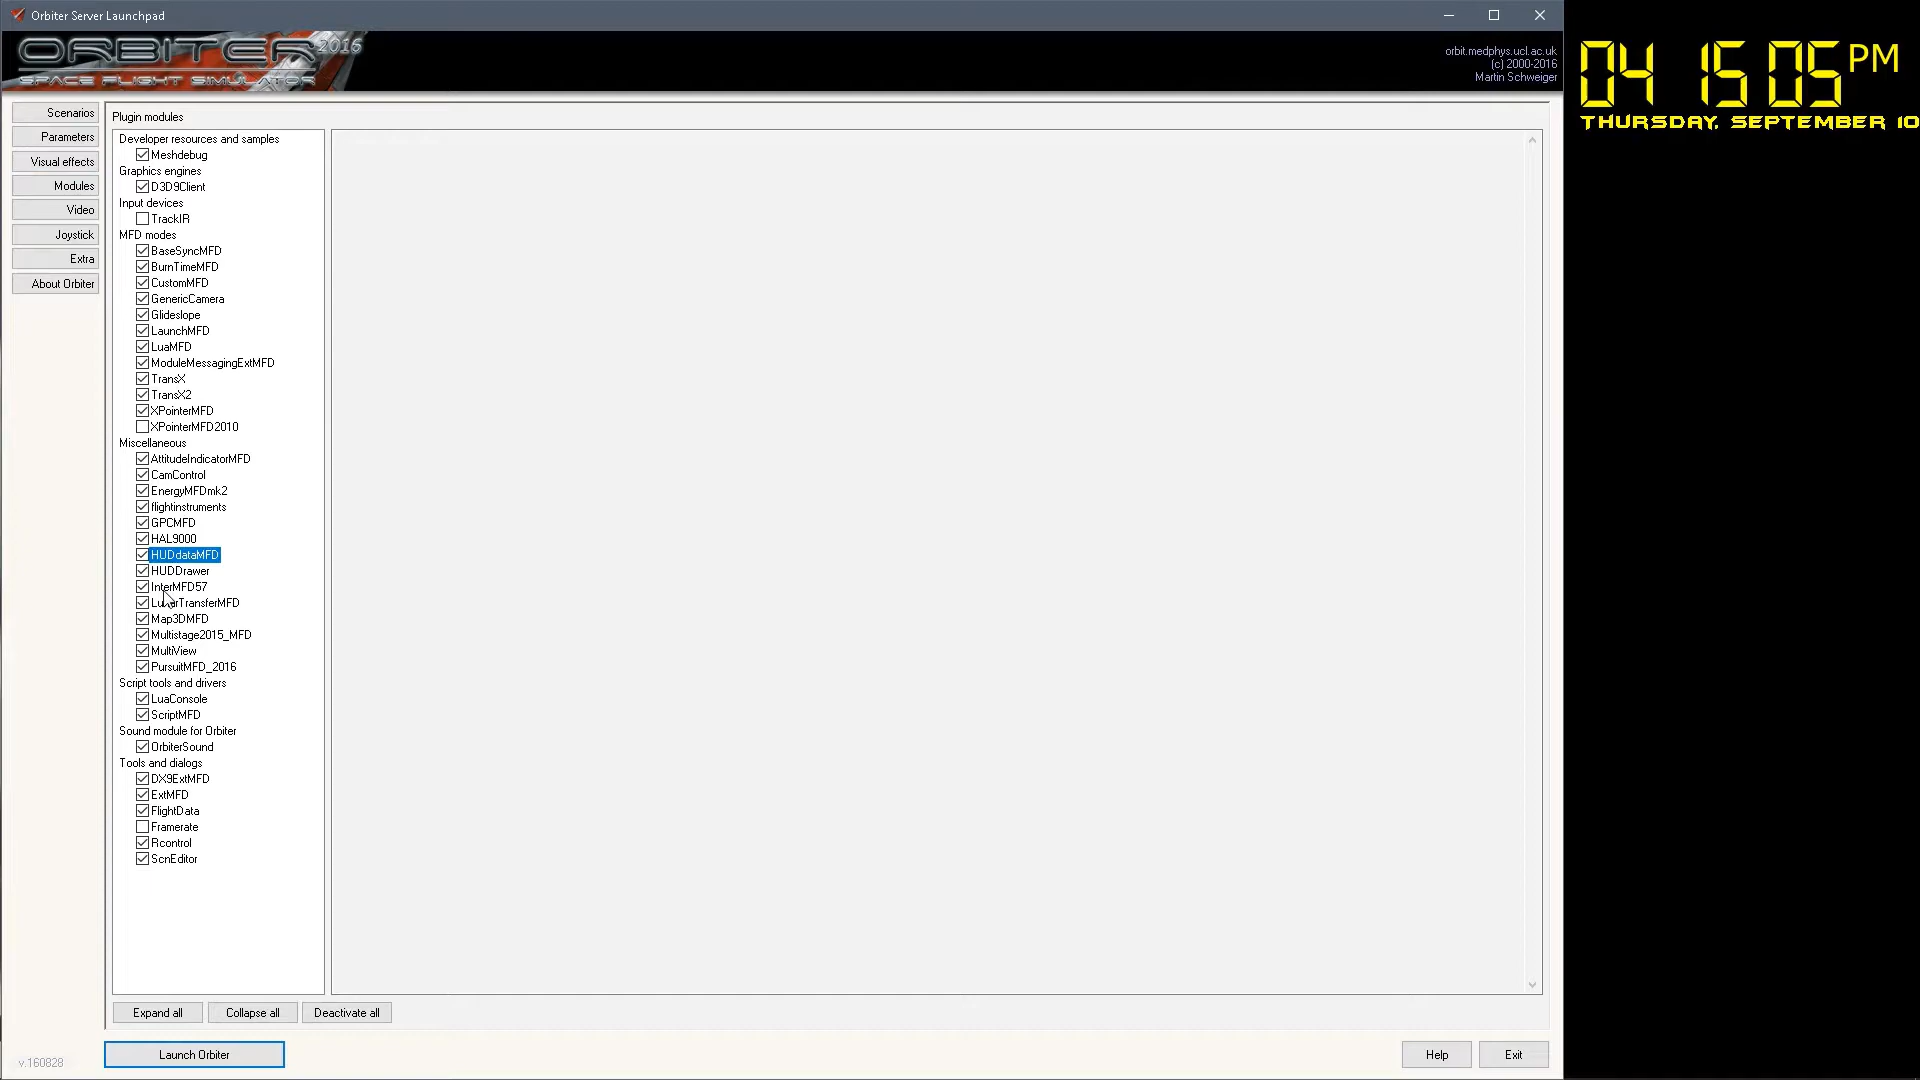 Orbiter Server Launchpad
ORBITER 2016
SPACE FLIGHT SIMULATOR
orbit.medphys.ucl.ac.uk
(c) 2000-2016
Martin Schweiger
04 15 05 PM
THURSDAY, SEPTEMBER 10
Scenarios
Parameters
Visual effects
Modules
Video
Joystick
Extra
About Orbiter
Plugin modules
Developer resources and samples
Meshdebug
Graphics engines
D3D9Client
Input devices
TrackIR
MFD modes
BaseSyncMFD
BurnTimeMFD
CustomMFD
GenericCamera
Glideslope
LaunchMFD
LuaMFD
ModuleMessagingExtMFD
TransX
TransX2
XPointerMFD
XPointerMFD2010
Miscellaneous
AttitudeIndicatorMFD
CamControl
EnergyMFDmk2
flightinstruments
GPCMFD
HAL9000
HUDdataMFD
HUDDrawer
InterMFD57
LunarTransferMFD
Map3DMFD
Multistage2015_MFD
MultiView
PursuitMFD_2016
Script tools and drivers
LuaConsole
ScriptMFD
Sound module for Orbiter
OrbiterSound
Tools and dialogs
DX9ExtMFD
ExtMFD
FlightData
Framerate
Rcontrol
ScnEditor
Expand all
Collapse all
Deactivate all
v.160828
Launch Orbiter
Help
Exit